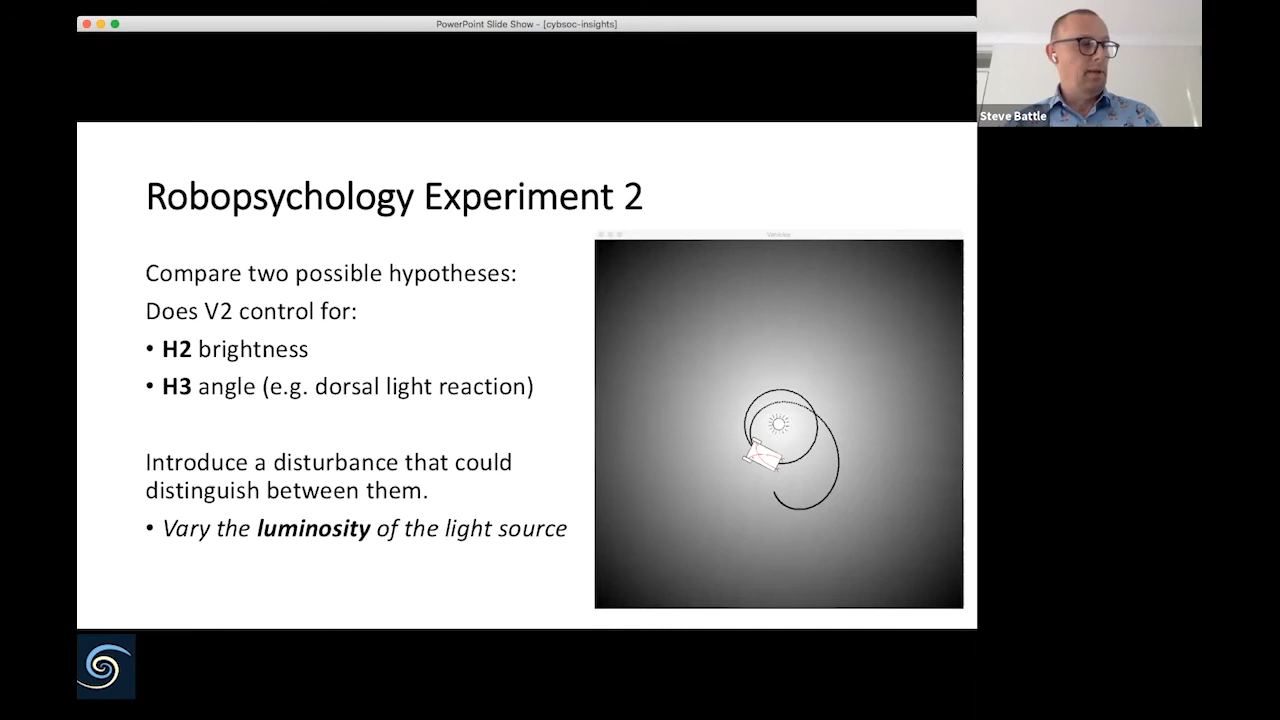 PowerPoint Slide Show - [cybsoc-insights]
Steve Battle
Robopsychology Experiment 2
Vehicles
Compare two possible hypotheses:
Does V2 control for:
• H2 brightness
• H3 angle (e.g. dorsal light reaction)
Introduce a disturbance that could
distinguish between them.
• Vary the luminosity of the light source